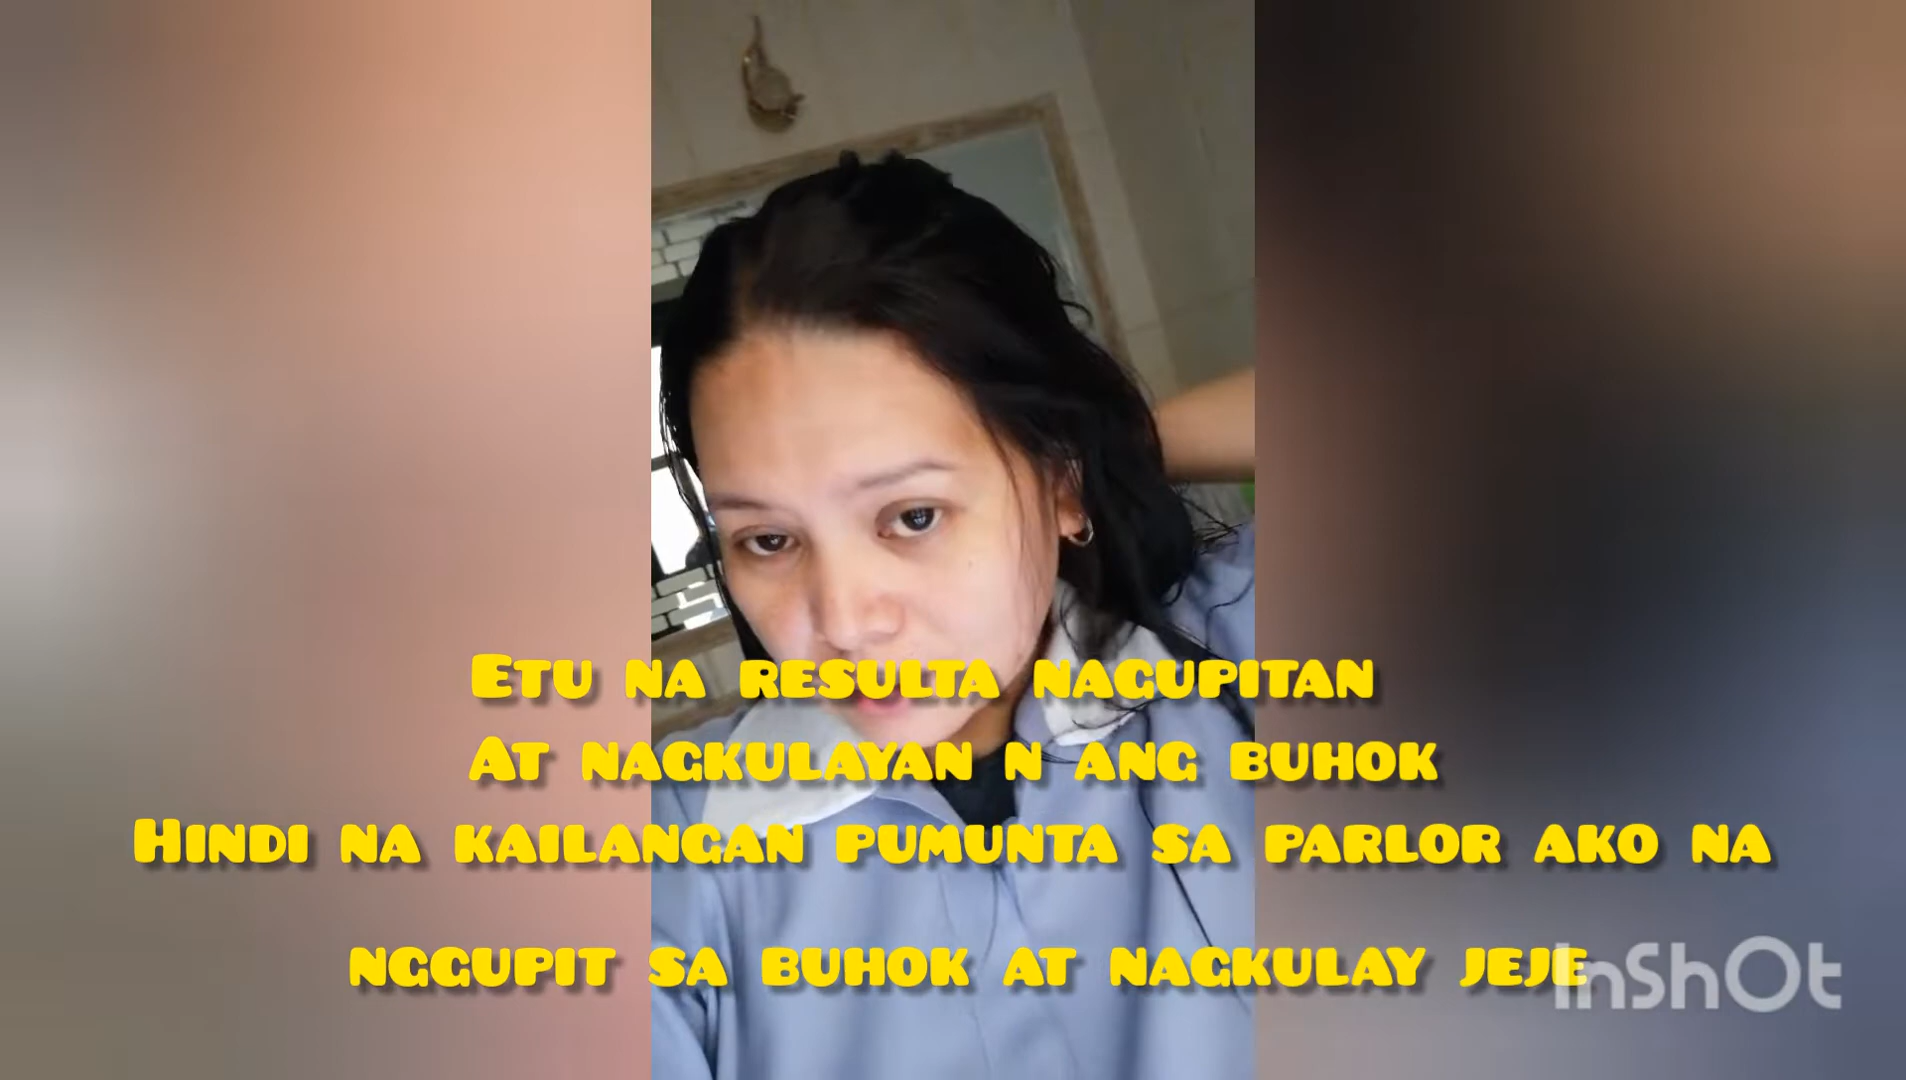 Etu na resulta nagupitan
At nagkulayan n ang buhok
Hindi na kailangan pumunta sa parlor ako na
nggupit sa buhok at nagkulay jeje
InShOt